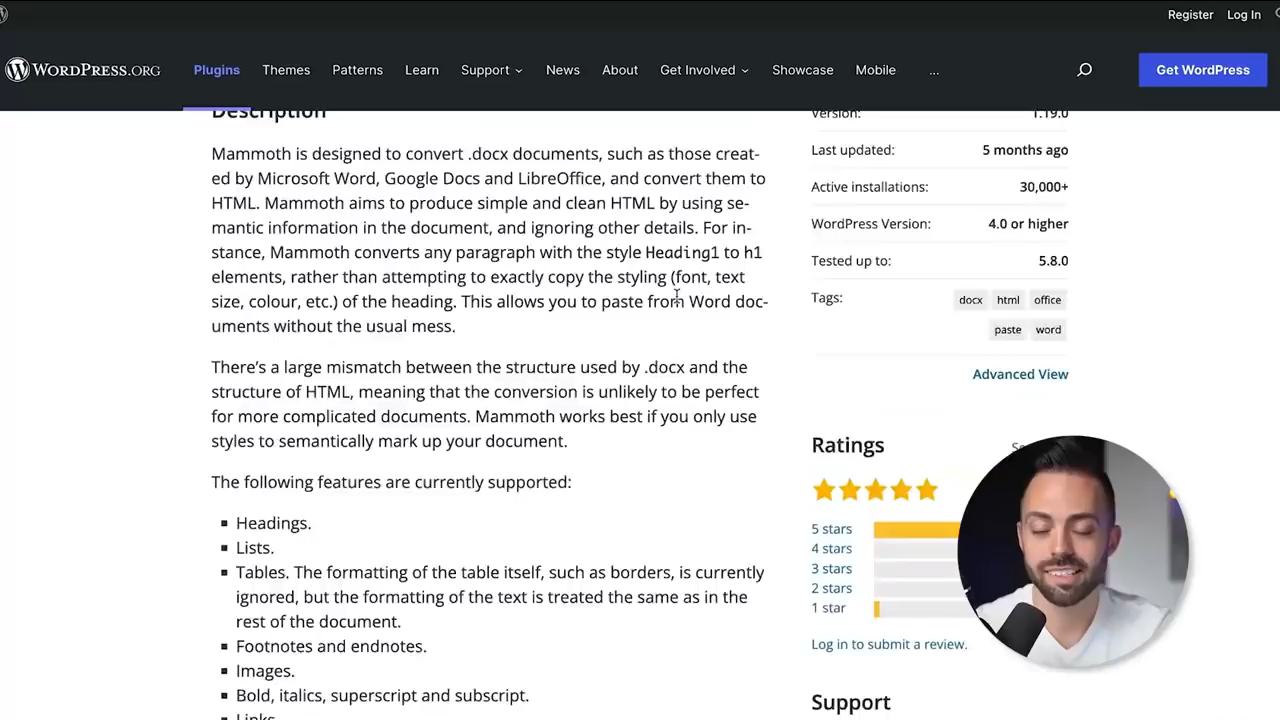 Register Log In
WORDPRESS.ORG Plugins Themes Patterns Learn Support News About Get Involved Showcase Mobile ... Get WordPress
Description
Mammoth is designed to convert .docx documents, such as those creat-
ed by Microsoft Word, Google Docs and LibreOffice, and convert them to
HTML. Mammoth aims to produce simple and clean HTML by using se-
mantic information in the document, and ignoring other details. For in-
stance, Mammoth converts any paragraph with the style Heading1 to h1
elements, rather than attempting to exactly copy the styling (font, text
size, colour, etc.) of the heading. This allows you to paste from Word doc-
uments without the usual mess.
There's a large mismatch between the structure used by .docx and the
structure of HTML, meaning that the conversion is unlikely to be perfect
for more complicated documents. Mammoth works best if you only use
styles to semantically mark up your document.
The following features are currently supported:
▪ Headings.
▪ Lists.
▪ Tables. The formatting of the table itself, such as borders, is currently
ignored, but the formatting of the text is treated the same as in the
rest of the document.
▪ Footnotes and endnotes.
▪ Images.
▪ Bold, italics, superscript and subscript.
Links
Version: 1.19.0
Last updated: 5 months ago
Active installations: 30,000+
WordPress Version: 4.0 or higher
Tested up to: 5.8.0
Tags: docx html office
paste word
Advanced View
Ratings
5 stars
4 stars
3 stars
2 stars
1 star
Log in to submit a review.
Support